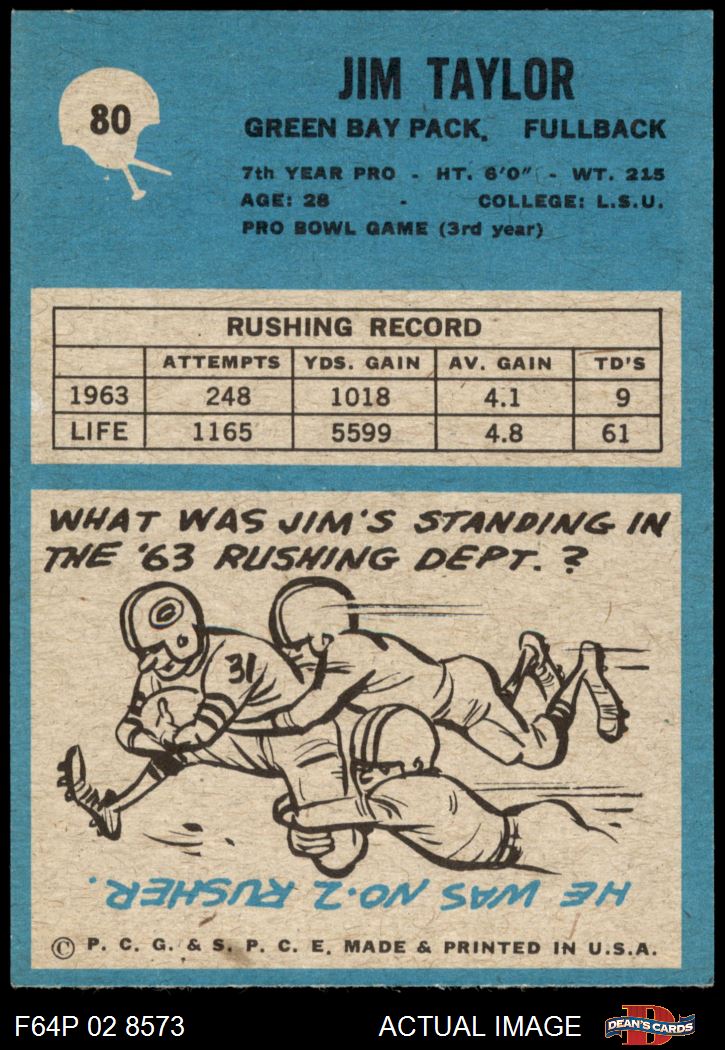 80
JIM TAYLOR
GREEN BAY PACK. FULLBACK
7th YEAR PRO - HT. 6'0" - WT. 215
AGE: 28 - COLLEGE: L.S.U.
PRO BOWL GAME (3rd year)
RUSHING RECORD
ATTEMPTS YDS. GAIN AV. GAIN TD'S
1963 248 1018 4.1 9
LIFE 1165 5599 4.8 61
WHAT WAS JIM'S STANDING IN
THE '63 RUSHING DEPT.?
G
31
HE WAS NO. 2 RUSHER.
© P. C. G. & S. P. C. E. MADE & PRINTED IN U.S.A.
F64P 02 8573 ACTUAL IMAGE D DEAN'S CARDS